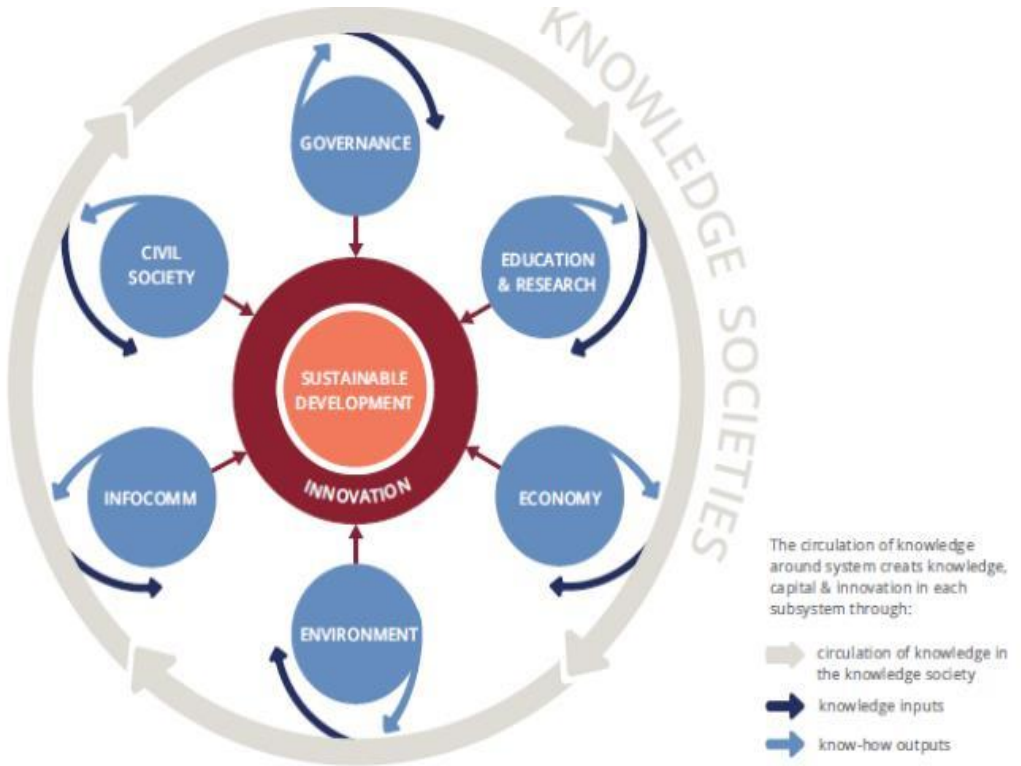 KNOWLEDGE SOCIETIES
GOVERNANCE
CIVIL
SOCIETY
EDUCATION
& RESEARCH
SUSTAINABLE
DEVELOPMENT
INNOVATION
INFOCOMM
ECONOMY
ENVIRONMENT
The circulation of knowledge
around system creats knowledge,
capital & innovation in each
subsystem through:
circulation of knowledge in
the knowledge society
knowledge inputs
know-how outputs